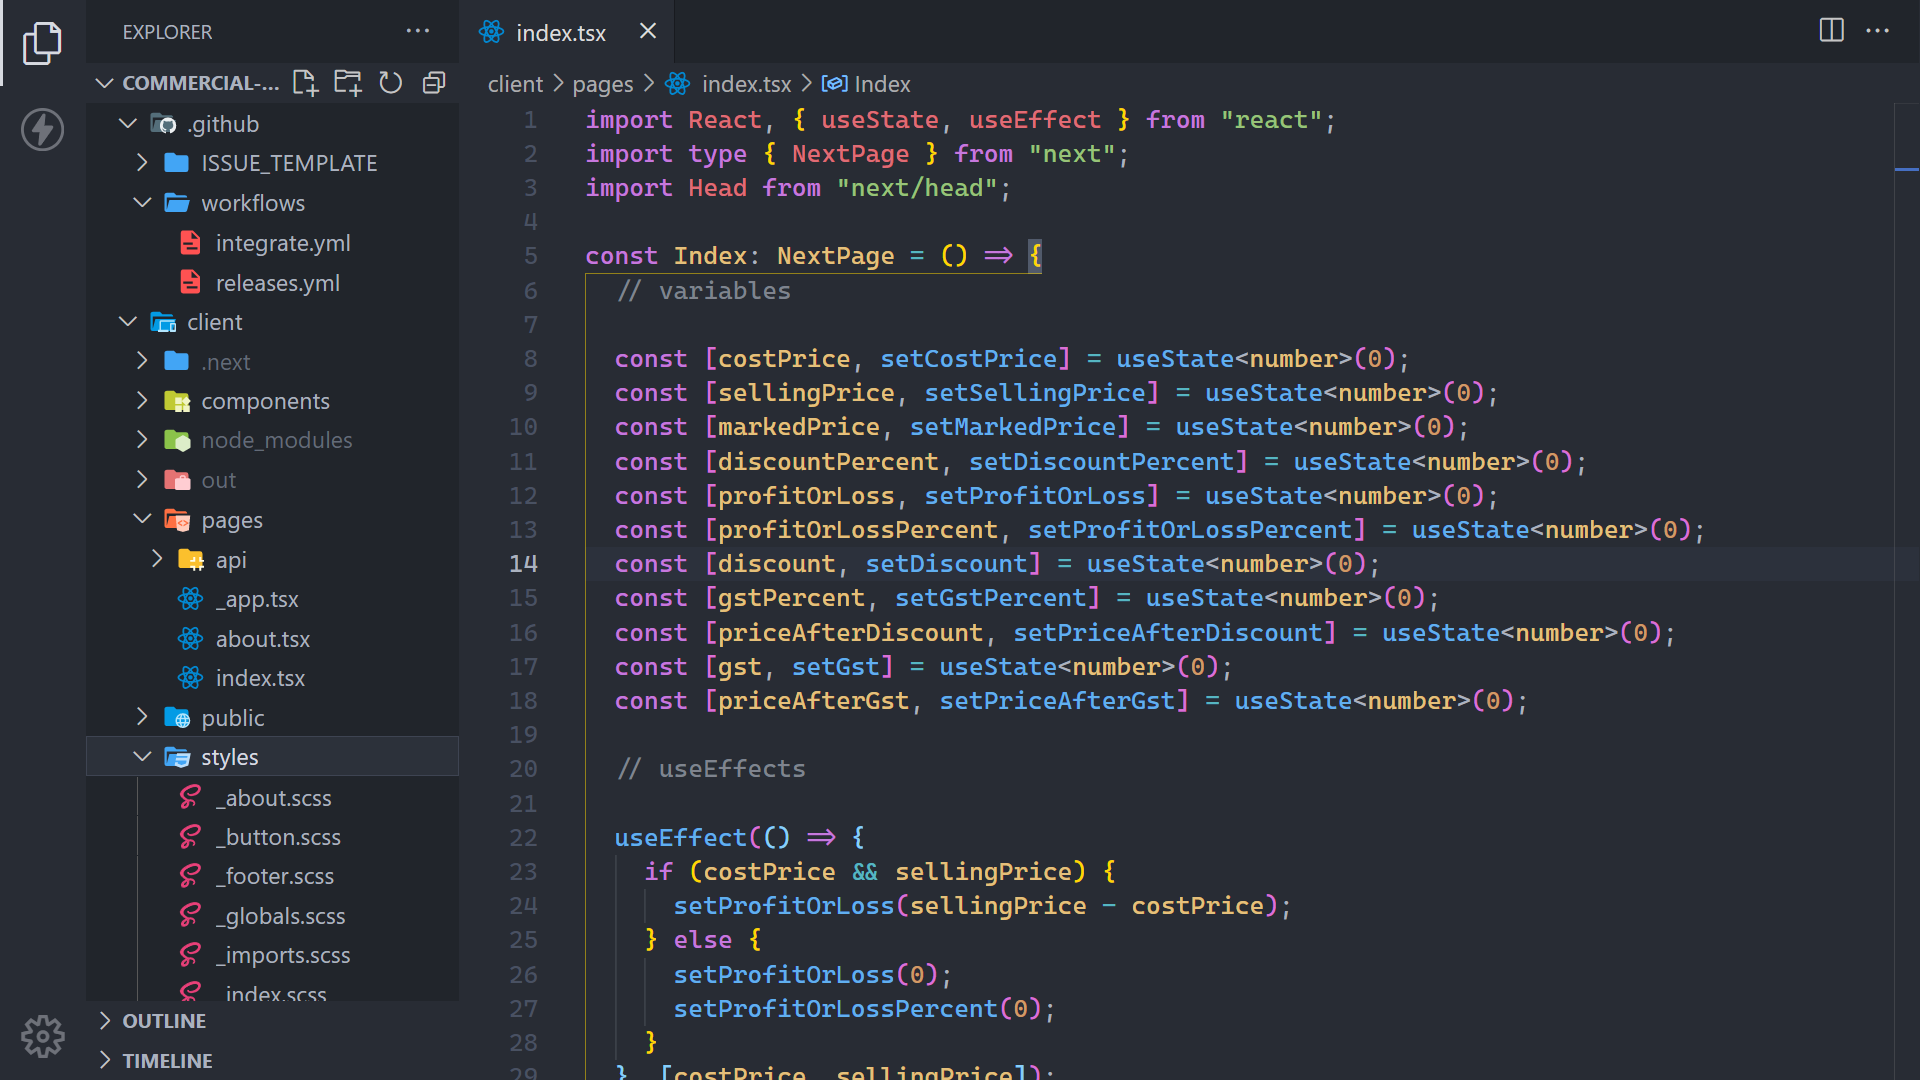 EXPLORER
COMMERCIAL-...
.github
ISSUE_TEMPLATE
workflows
integrate.yml
releases.yml
client
.next
components
node_modules
out
pages
api
_app.tsx
about.tsx
index.tsx
public
styles
_about.scss
_button.scss
_footer.scss
_globals.scss
_imports.scss
_index.scss
OUTLINE
TIMELINE
index.tsx
client > pages > index.tsx > Index
1 import React, { useState, useEffect } from "react";
2 import type { NextPage } from "next";
3 import Head from "next/head";
4
5 const Index: NextPage = () => {
6 // variables
7
8 const [costPrice, setCostPrice] = useState<number>(0);
9 const [sellingPrice, setSellingPrice] = useState<number>(0);
10 const [markedPrice, setMarkedPrice] = useState<number>(0);
11 const [discountPercent, setDiscountPercent] = useState<number>(0);
12 const [profitOrLoss, setProfitOrLoss] = useState<number>(0);
13 const [profitOrLossPercent, setProfitOrLossPercent] = useState<number>(0);
14 const [discount, setDiscount] = useState<number>(0);
15 const [gstPercent, setGstPercent] = useState<number>(0);
16 const [priceAfterDiscount, setPriceAfterDiscount] = useState<number>(0);
17 const [gst, setGst] = useState<number>(0);
18 const [priceAfterGst, setPriceAfterGst] = useState<number>(0);
19
20 // useEffects
21
22 useEffect(() => {
23 if (costPrice && sellingPrice) {
24 setProfitOrLoss(sellingPrice - costPrice);
25 } else {
26 setProfitOrLoss(0);
27 setProfitOrLossPercent(0);
28 }
29 }, [costPrice, sellingPrice]);